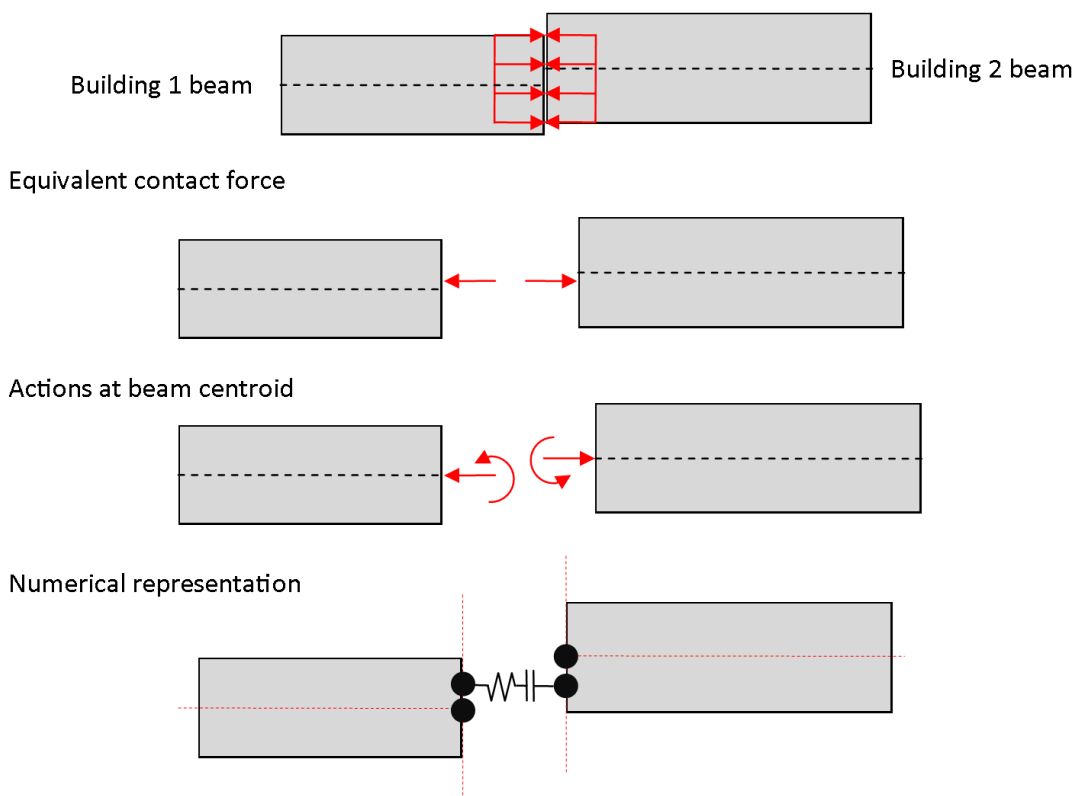 Building 1 beam
Building 2 beam
Equivalent contact force
Actions at beam centroid
Numerical representation